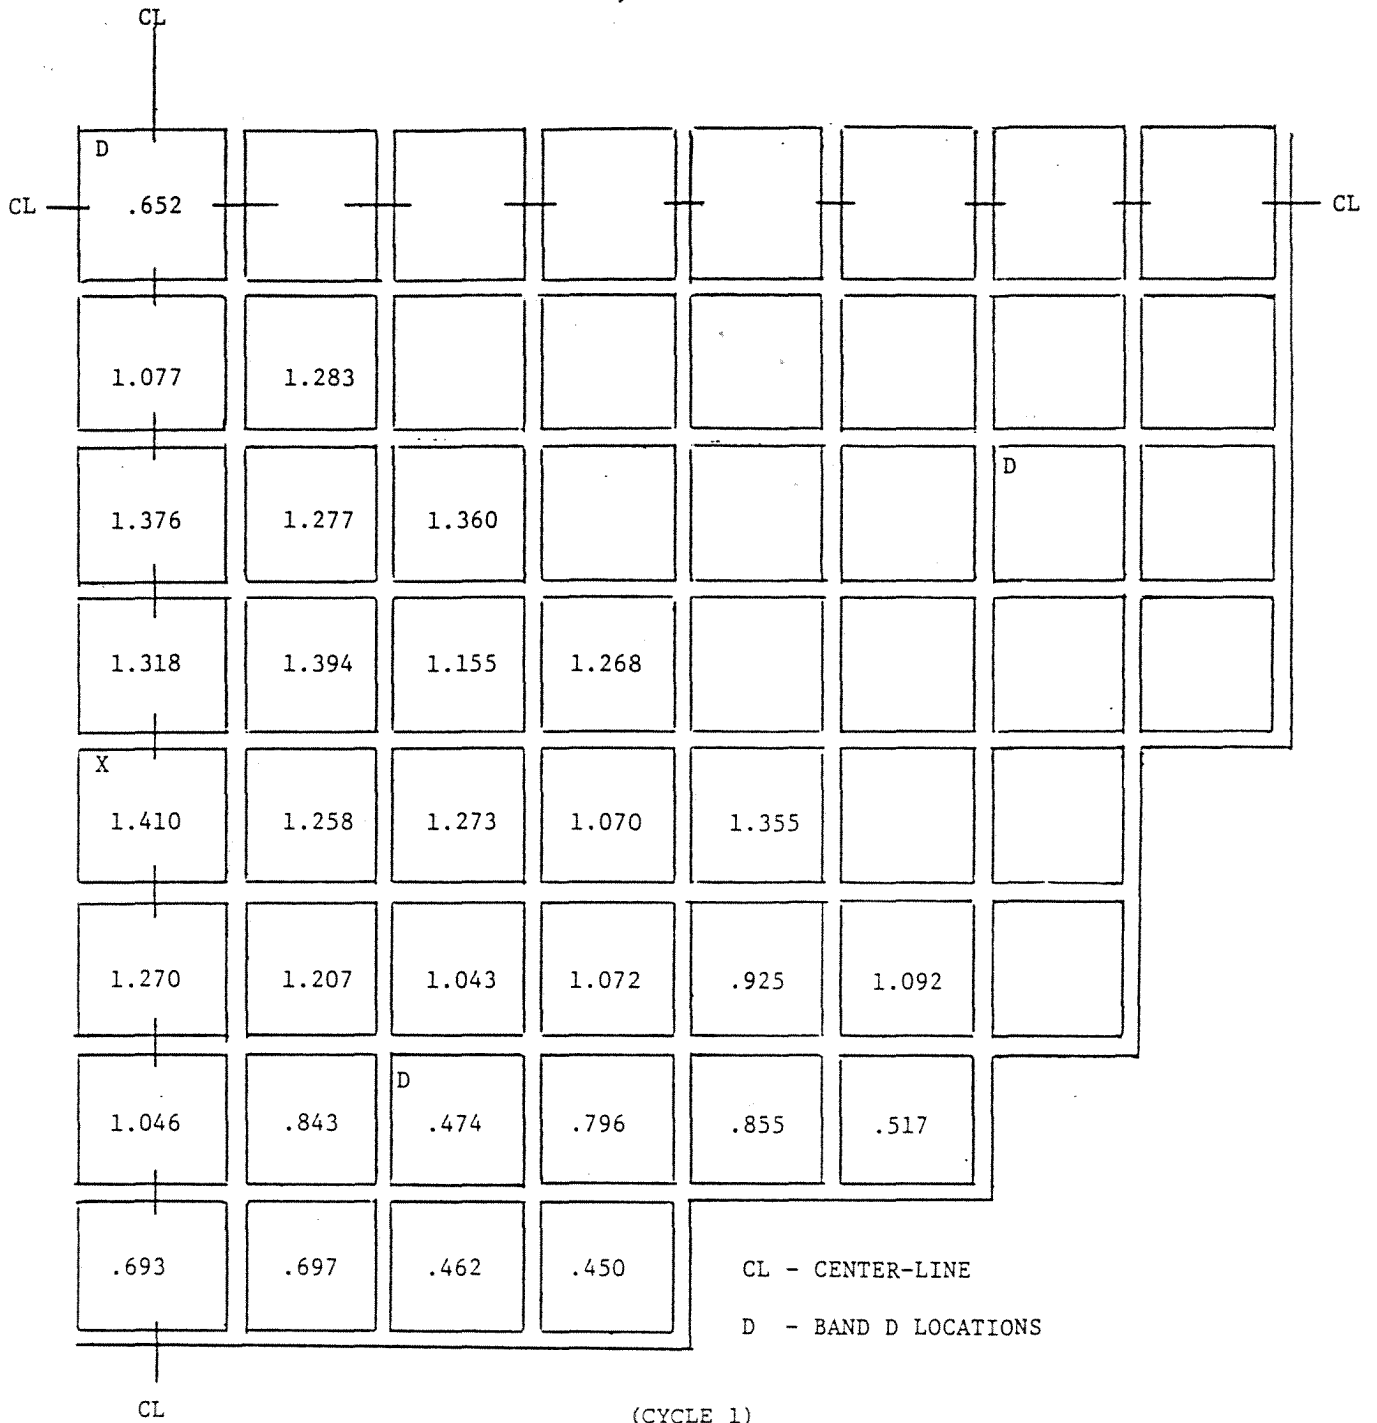 CL
D
CL .652 CL
1.077 1.283
D
1.376 1.277 1.360
1.318 1.394 1.155 1.268
X
1.410 1.258 1.273 1.070 1.355
1.270 1.207 1.043 1.072 .925 1.092
D
1.046 .843 .474 .796 .855 .517
.693 .697 .462 .450
CL - CENTER-LINE
D - BAND D LOCATIONS
CL
(CYCLE 1)